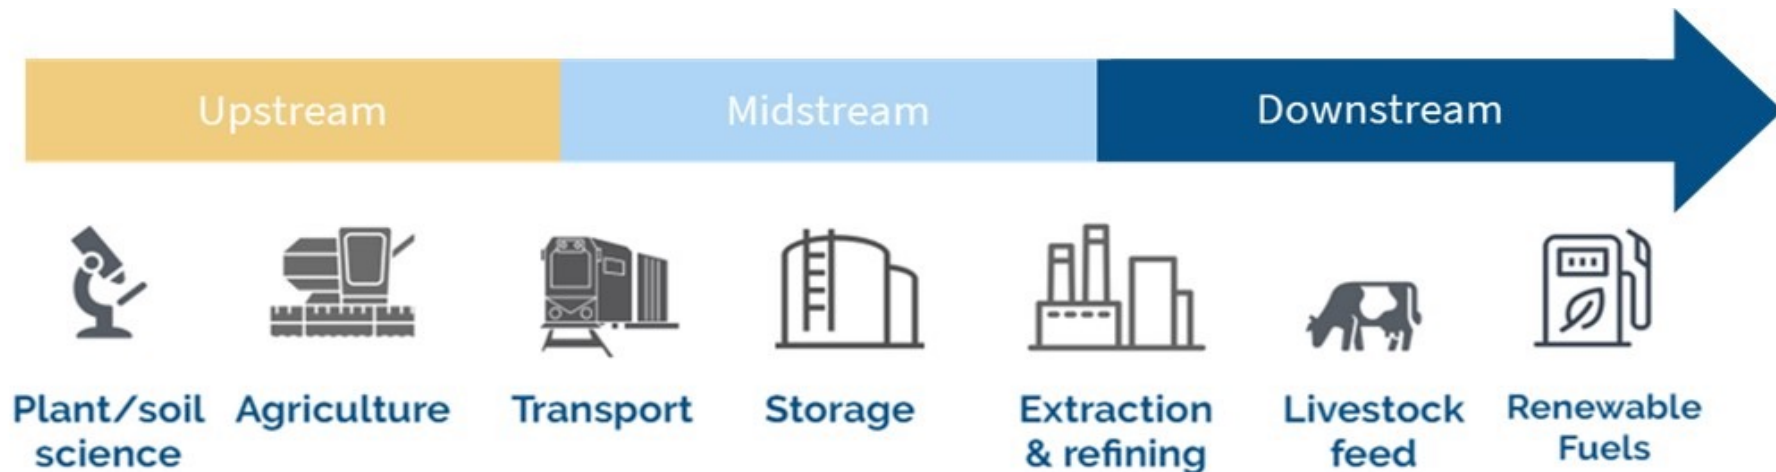 Upstream
Midstream
Downstream
Plant/soil
science
Agriculture
Transport
Storage
Extraction
& refining
Livestock
feed
Renewable
Fuels